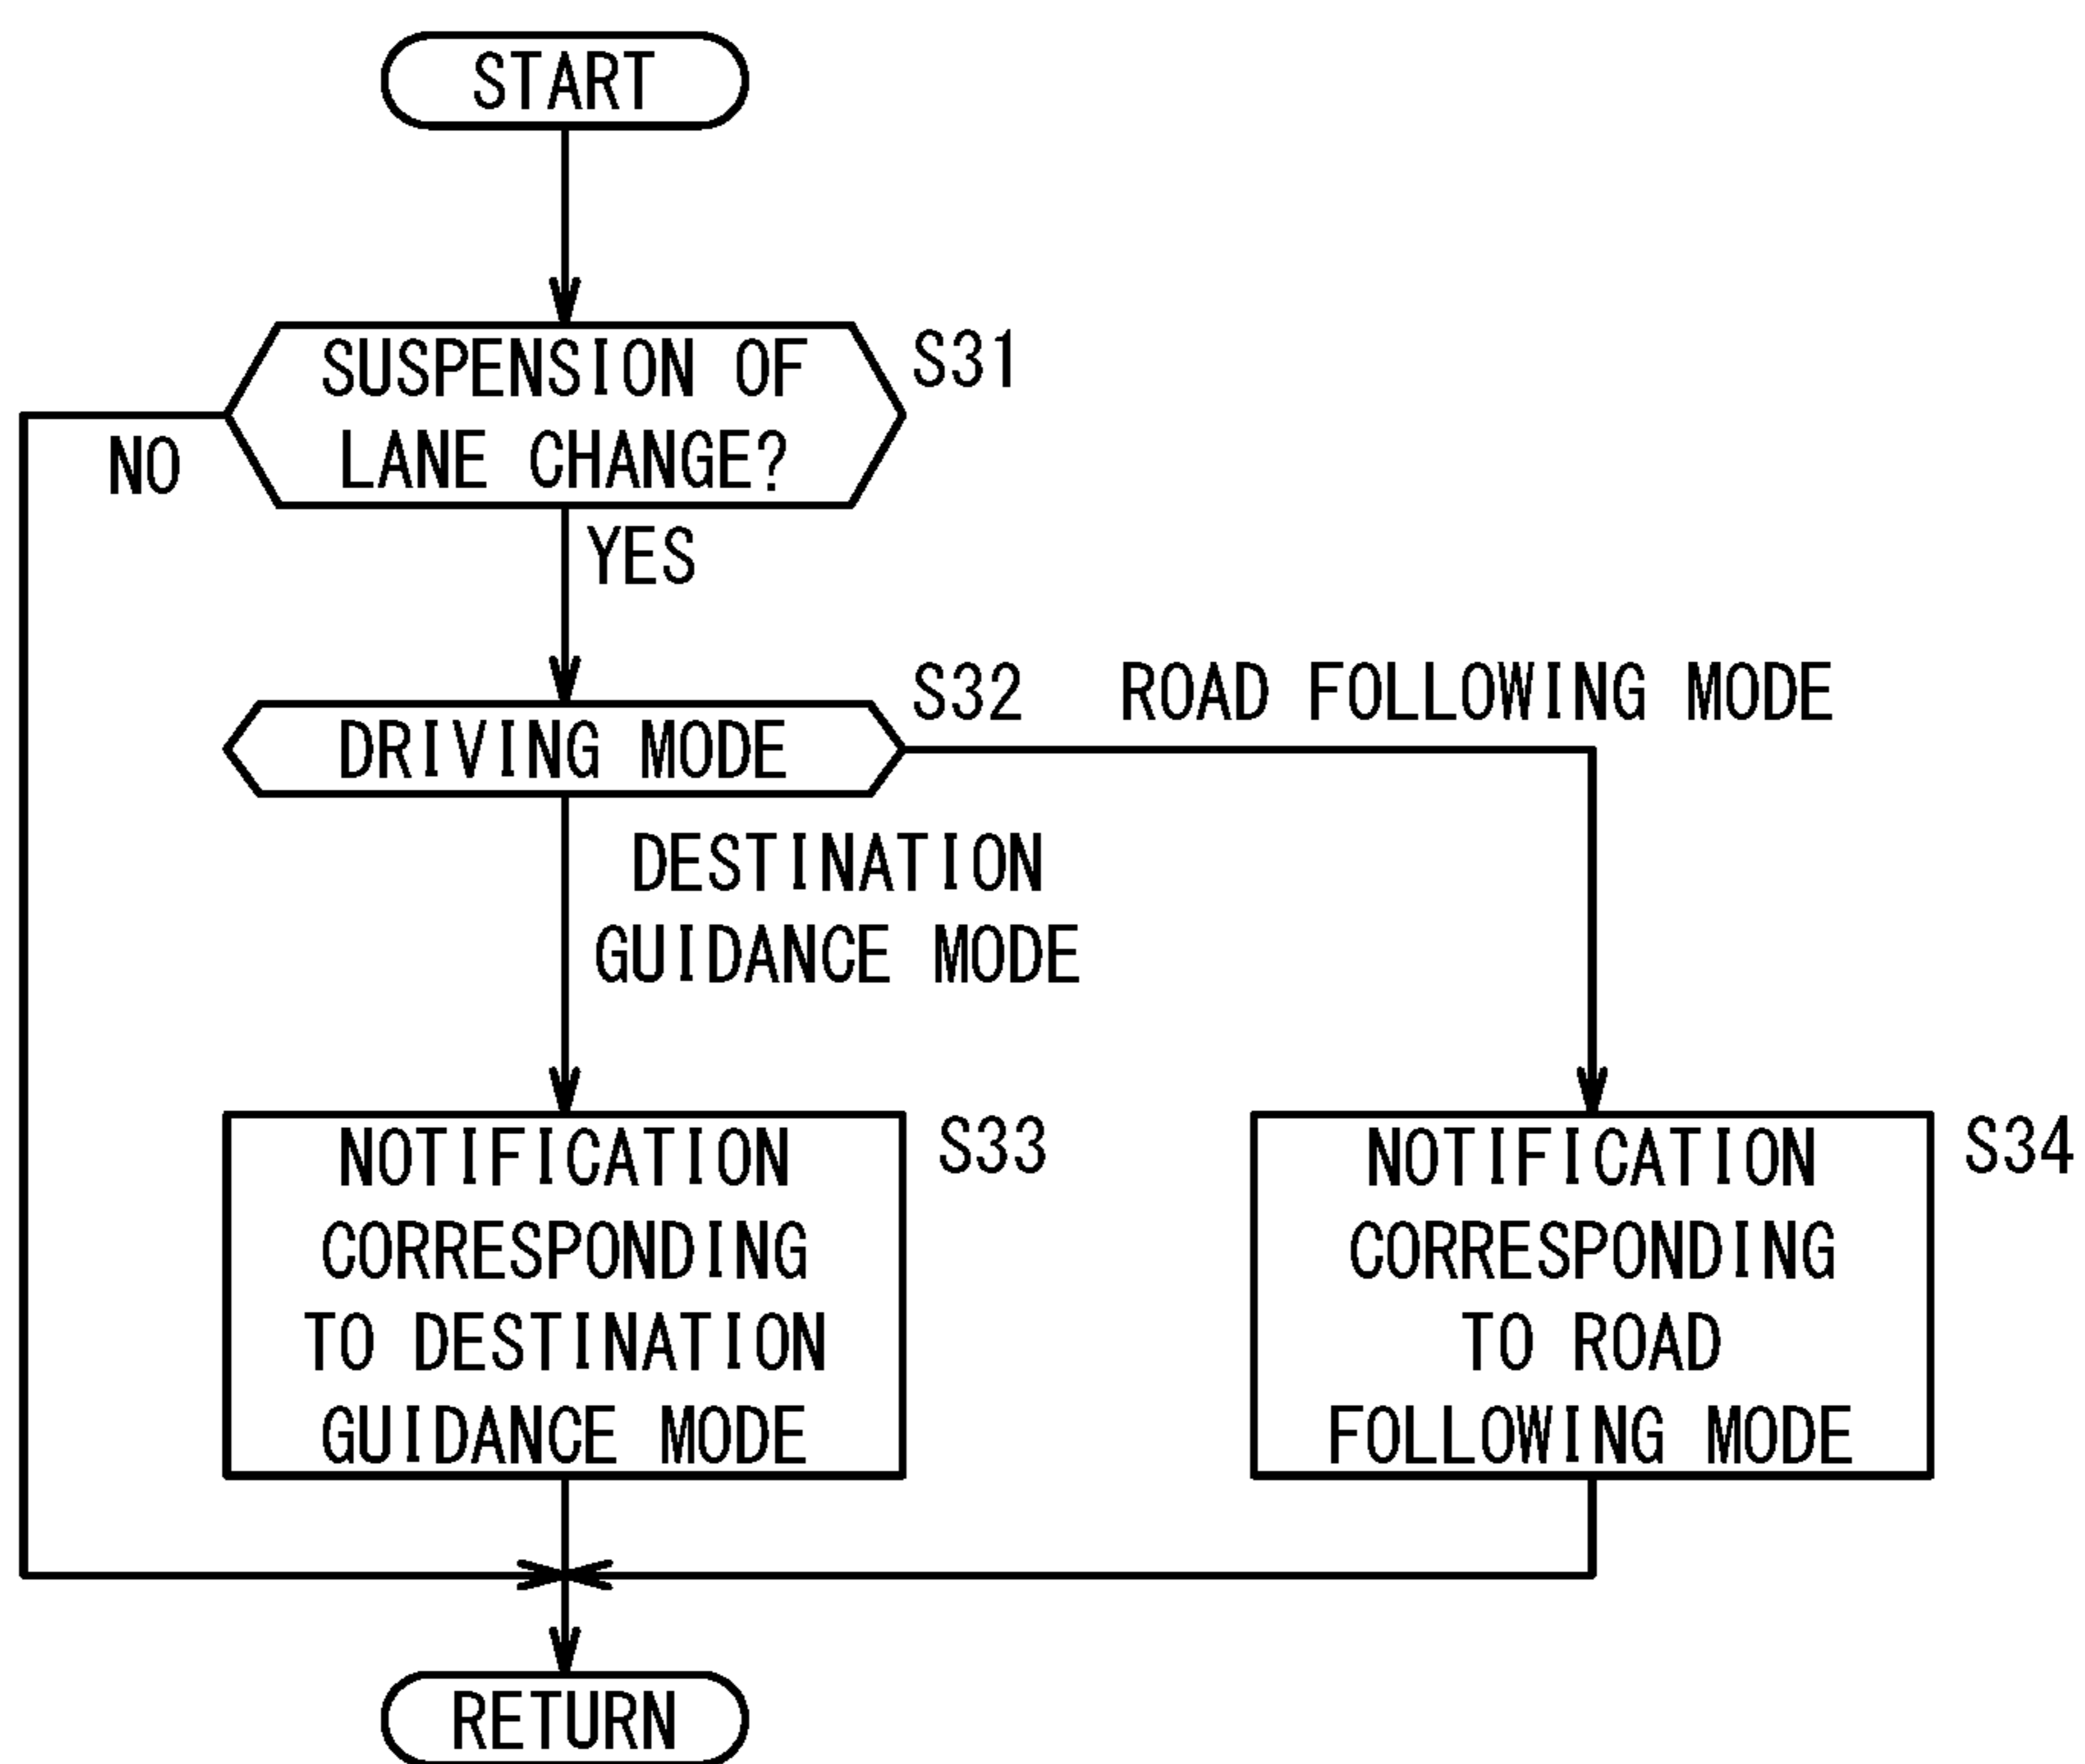 START
SUSPENSION OF
LANE CHANGE?
S31
NO
YES
DRIVING MODE
S32
ROAD FOLLOWING MODE
DESTINATION
GUIDANCE MODE
NOTIFICATION
CORRESPONDING
TO DESTINATION
GUIDANCE MODE
S33
NOTIFICATION
CORRESPONDING
TO ROAD
FOLLOWING MODE
S34
RETURN